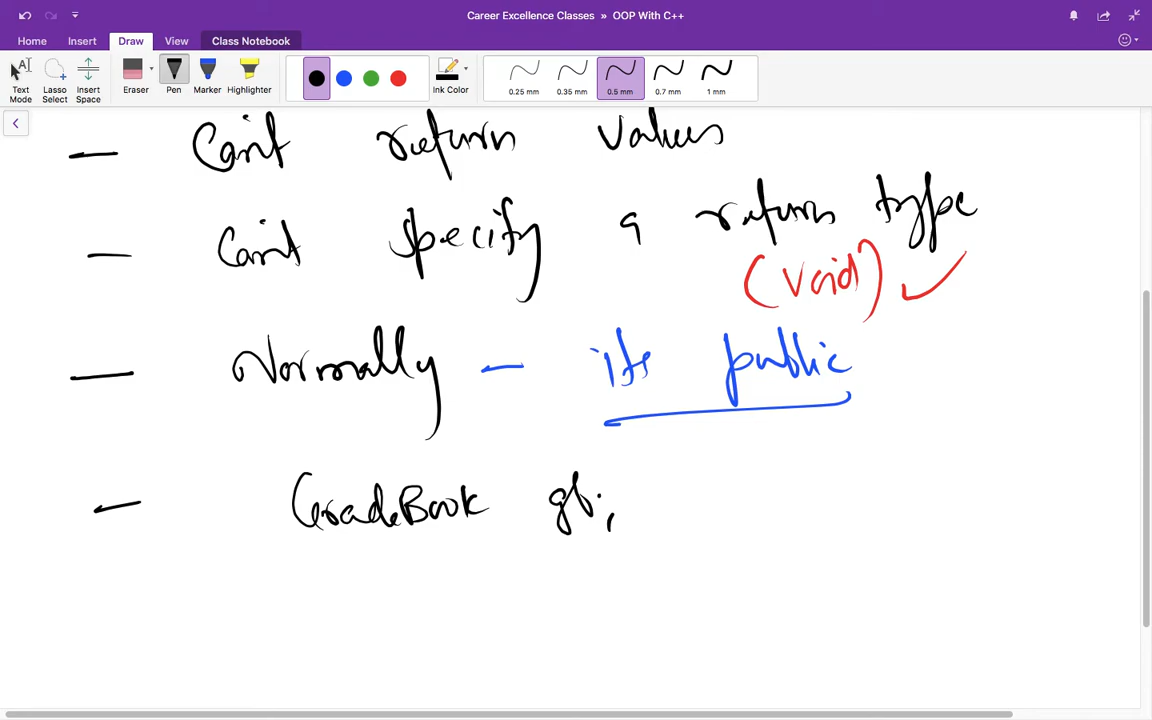 Career Excellence Classes » OOP With C++
Home Insert Draw View Class Notebook
Text Mode Lasso Select Insert Space Eraser Pen Marker Highlighter Ink Color 0.25 mm 0.35 mm 0.5 mm 0.7 mm 1 mm
— Can't return values
— Can't specify a return type
(void) ✓
— Normally — its public
— GradeBook gb;